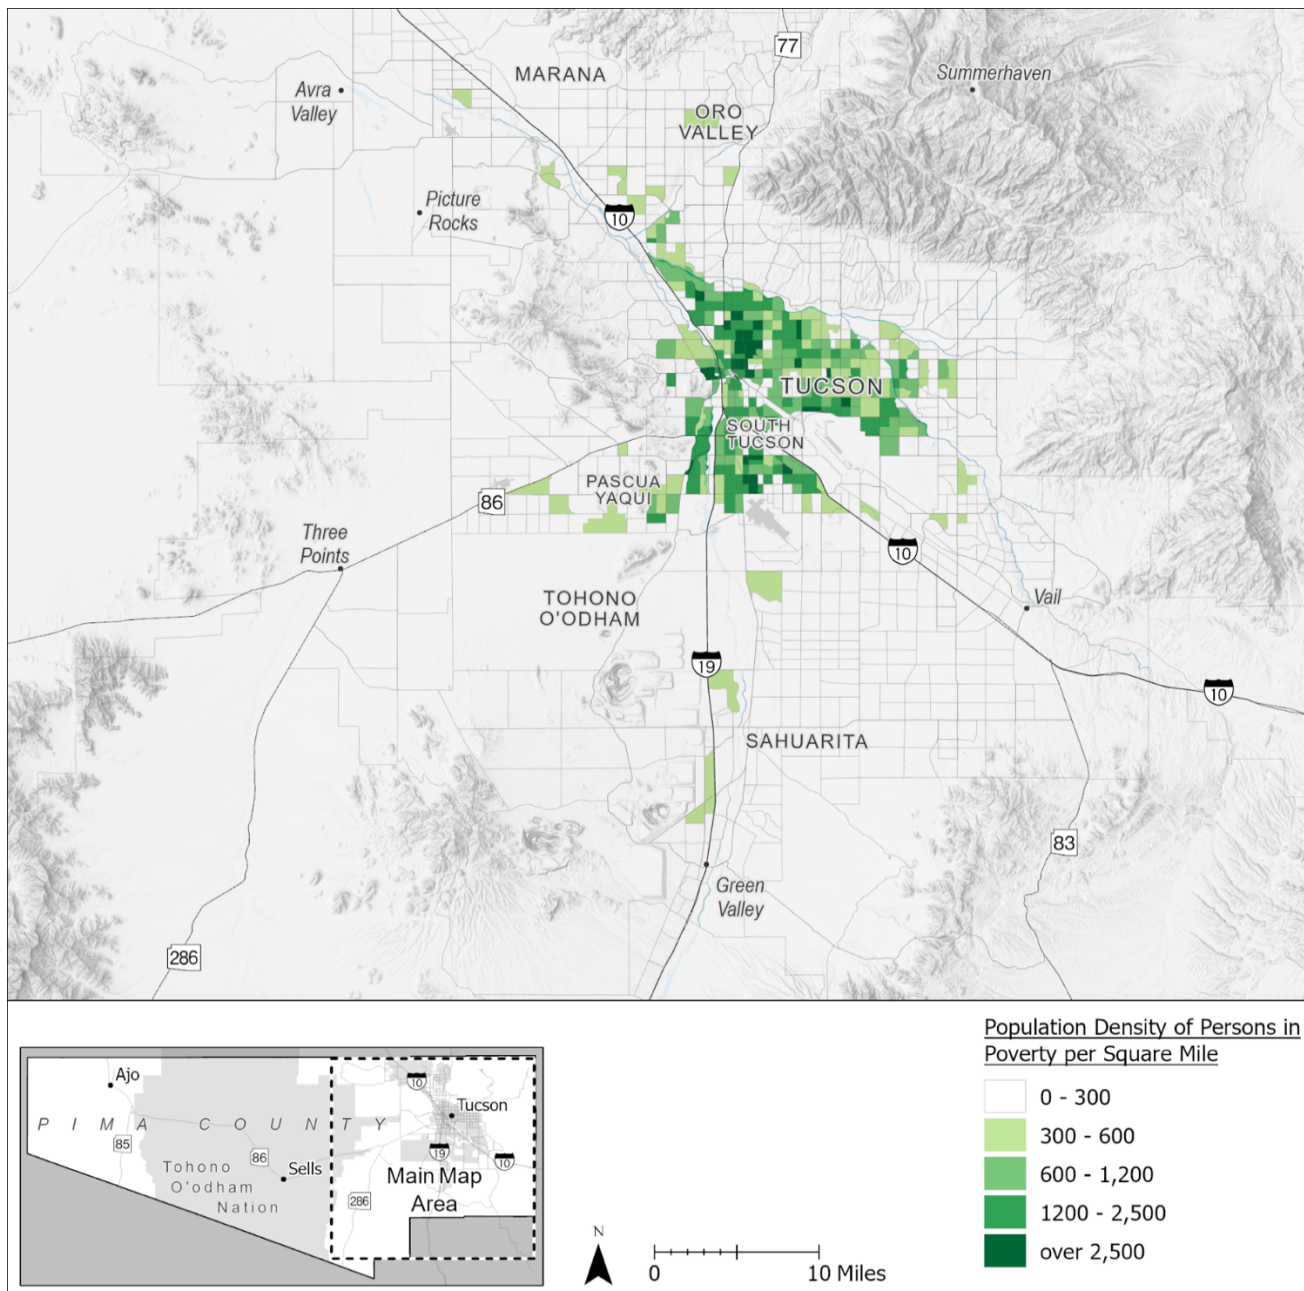 77
MARANA
Summerhaven
Avra
Valley
ORO
VALLEY
Picture
Rocks
10
TUCSON
SOUTH
TUCSON
PASCUA
YAQUI
86
Three
Points
10
TOHONO
O'ODHAM
Vail
19
10
SAHUARITA
83
Green
Valley
286
Population Density of Persons in
Poverty per Square Mile
0 - 300
300 - 600
600 - 1,200
1200 - 2,500
over 2,500
Ajo
10
Tucson
PIMA COUNTY
85
86
19
10
Tohono
O'odham
Nation
Sells
Main Map
Area
286
N
0
10 Miles